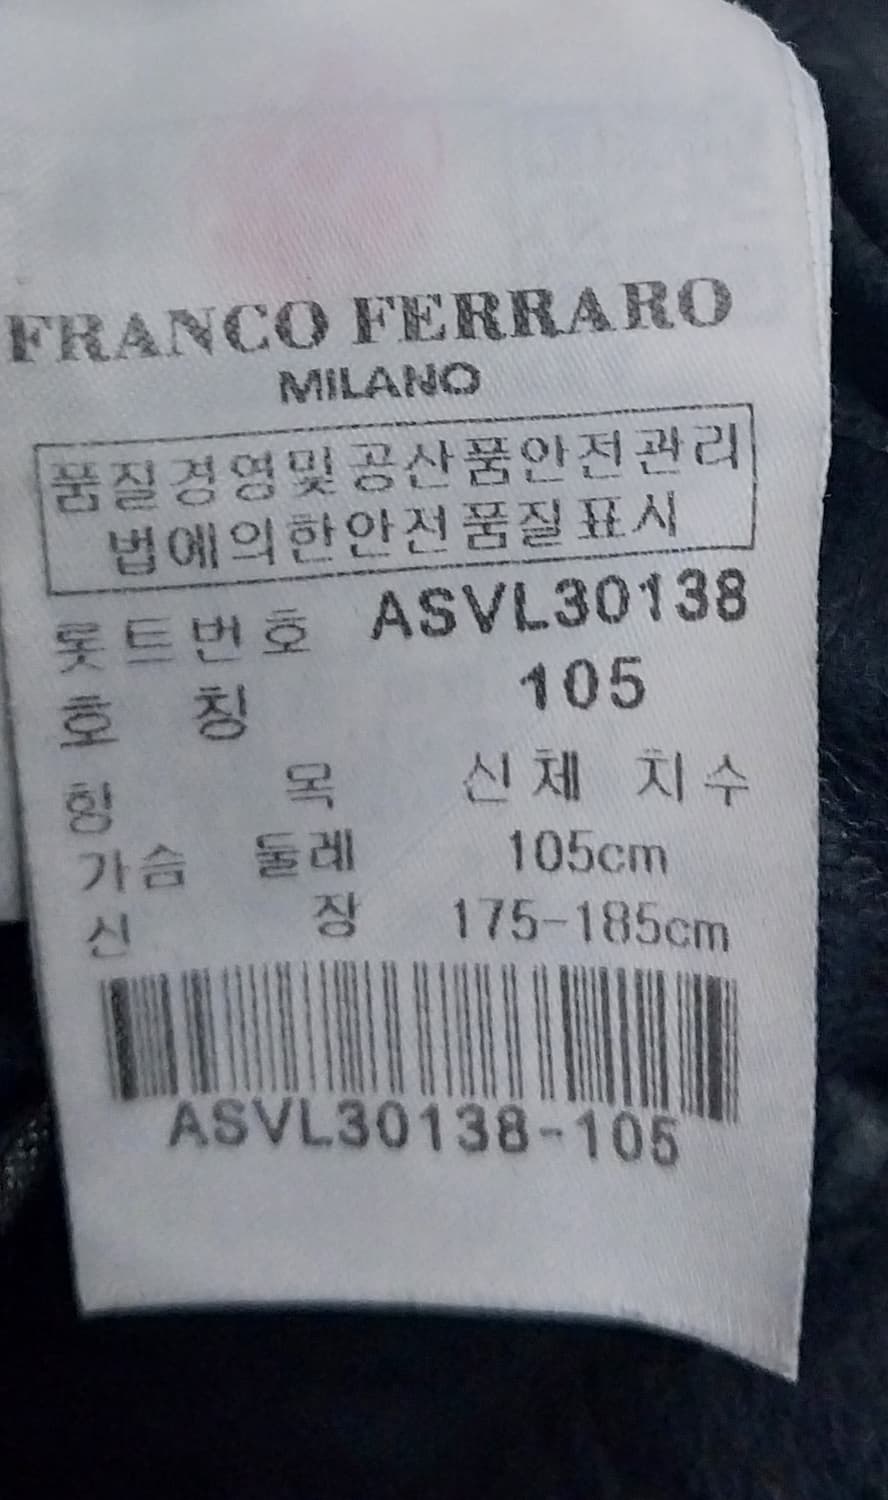 FRANCO FERRARO
MILANO
품질경영및공산품안전관리
법에의한안전품질표시
롯트번호 ASVL30138
호 칭 105
항 목 신체 치수
가슴 둘레 105cm
신 장 175-185cm
ASVL30138-105